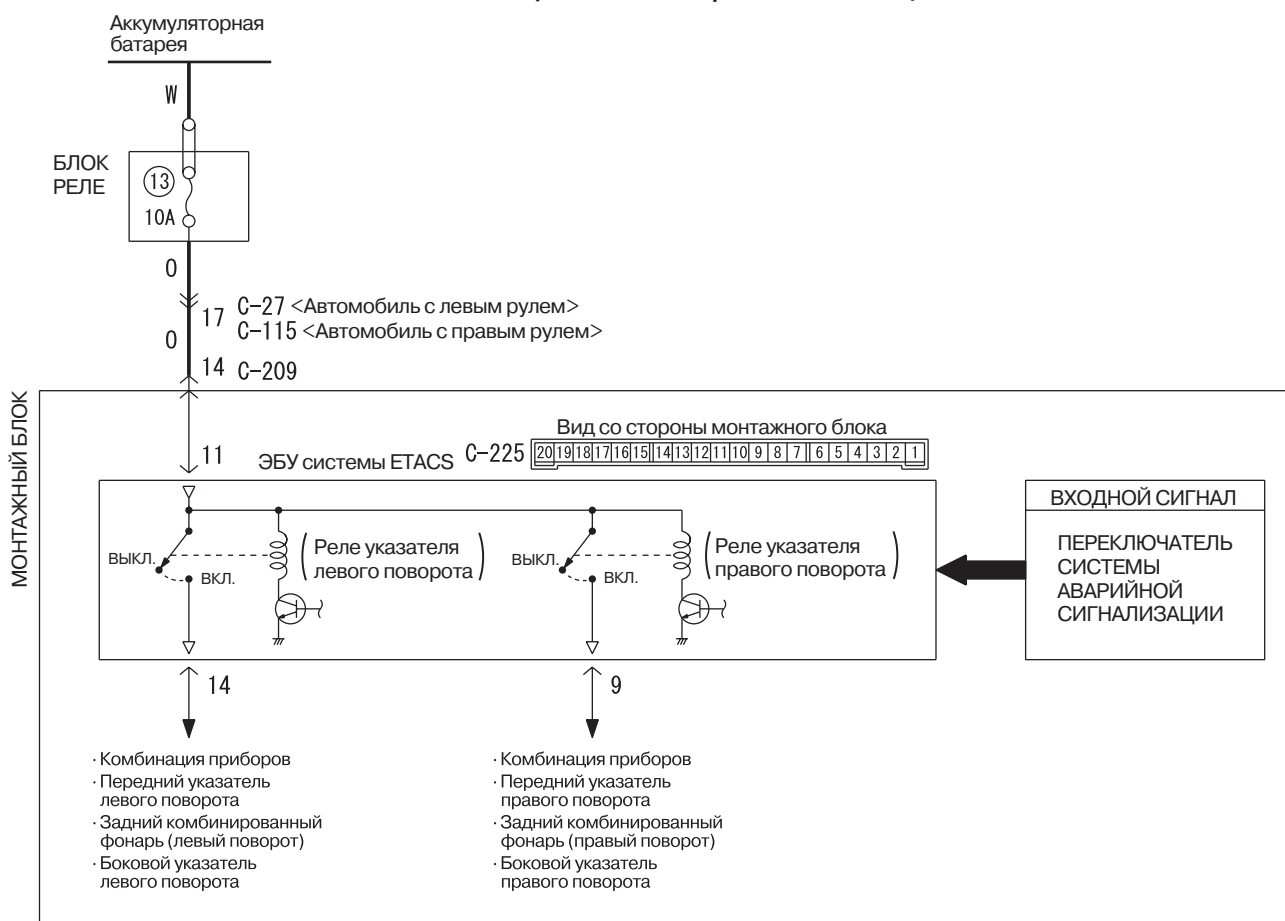 Аккумуляторная
батарея
W
БЛОК
РЕЛЕ
13
10A
O
17 C-27 <Автомобиль с левым рулем>
C-115 <Автомобиль с правым рулем>
O
14 C-209
МОНТАЖНЫЙ БЛОК
Вид со стороны монтажного блока
11 ЭБУ системы ETACS C-225 20 19 18 17 16 15 14 13 12 11 10 9 8 7 6 5 4 3 2 1
ВЫКЛ.
ВКЛ.
(Реле указателя
левого поворота)
ВЫКЛ.
ВКЛ.
(Реле указателя
правого поворота)
ВХОДНОЙ СИГНАЛ
ПЕРЕКЛЮЧАТЕЛЬ
СИСТЕМЫ
АВАРИЙНОЙ
СИГНАЛИЗАЦИИ
14
9
· Комбинация приборов
· Передний указатель
левого поворота
· Задний комбинированный
фонарь (левый поворот)
· Боковой указатель
левого поворота
· Комбинация приборов
· Передний указатель
правого поворота
· Задний комбинированный
фонарь (правый поворот)
· Боковой указатель
правого поворота